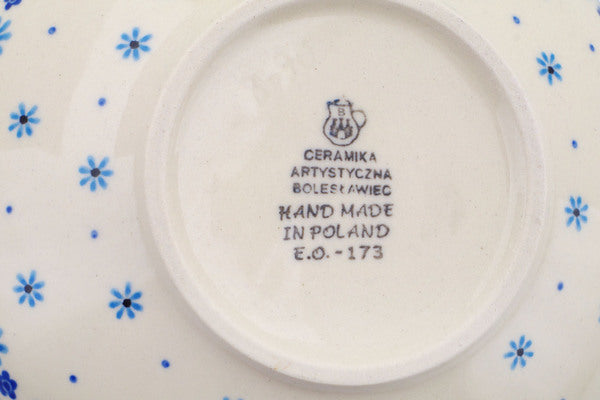 B
CERAMIKA
ARTYSTYCZNA
BOLESŁAWIEC
HAND MADE
IN POLAND
E.O.-173